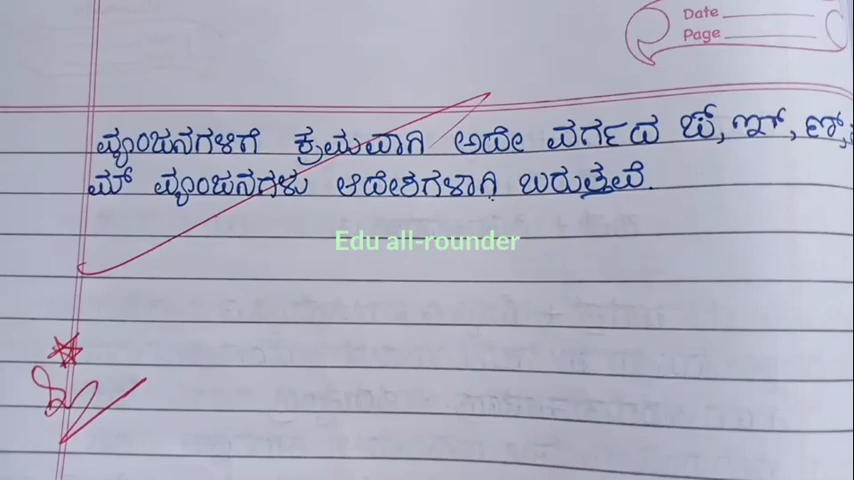 Date
Page
ವ್ಯಂಜನಗಳಿಗೆ ಕ್ರಮವಾಗಿ ಅದೇ ವರ್ಗದ ಙ್, ಞ್, ಣ್,
ಮ್ ವ್ಯಂಜನಗಳು ಆದೇಶಗಳಾಗಿ ಬರುತ್ತವೆ.
Edu all-rounder